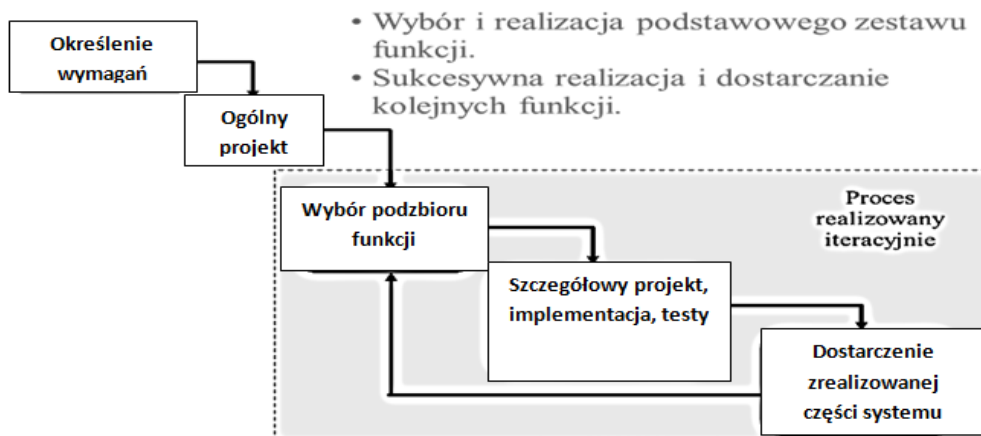 • Wybór i realizacja podstawowego zestawu
funkcji.
• Sukcesywna realizacja i dostarczanie
kolejnych funkcji.
Określenie
wymagań
Ogólny
projekt
Wybór podzbioru
funkcji
Proces
realizowany
iteracyjnie
Szczegółowy projekt,
implementacja, testy
Dostarczenie
zrealizowanej
części systemu